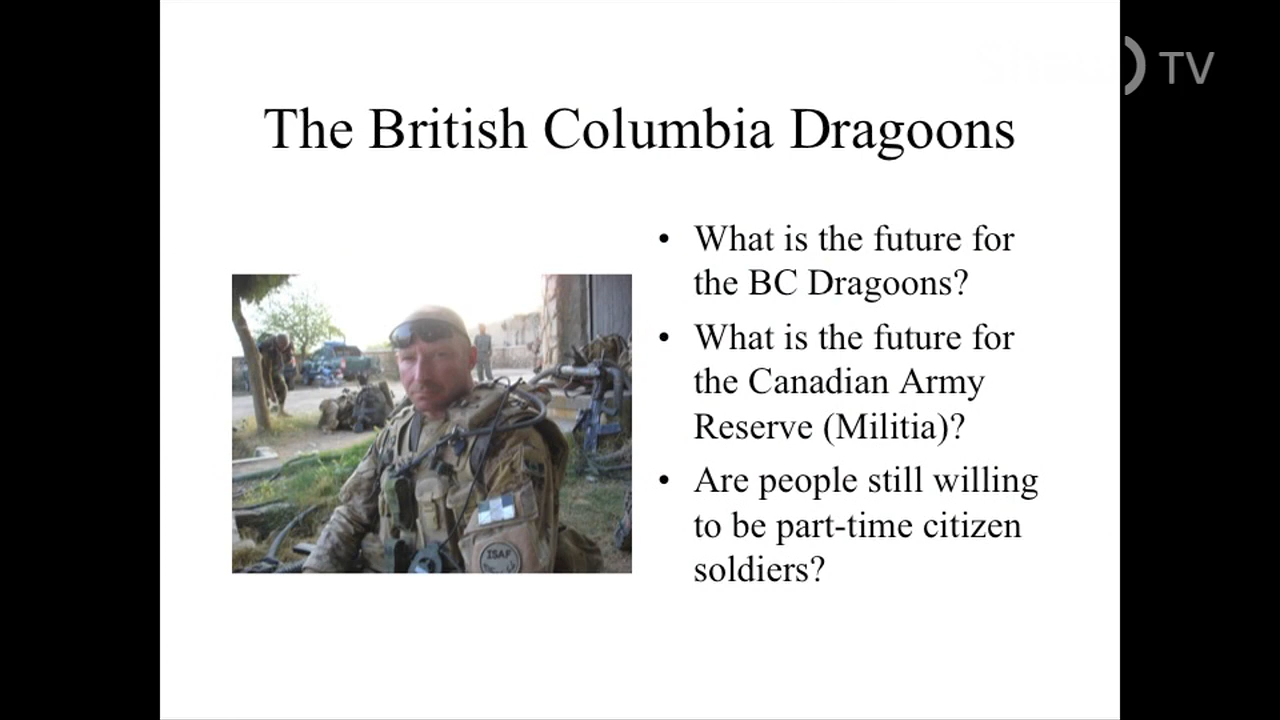 Shaw) TV
The British Columbia Dragoons
• What is the future for
the BC Dragoons?
• What is the future for
the Canadian Army
Reserve (Militia)?
• Are people still willing
to be part-time citizen
soldiers?
ISAF